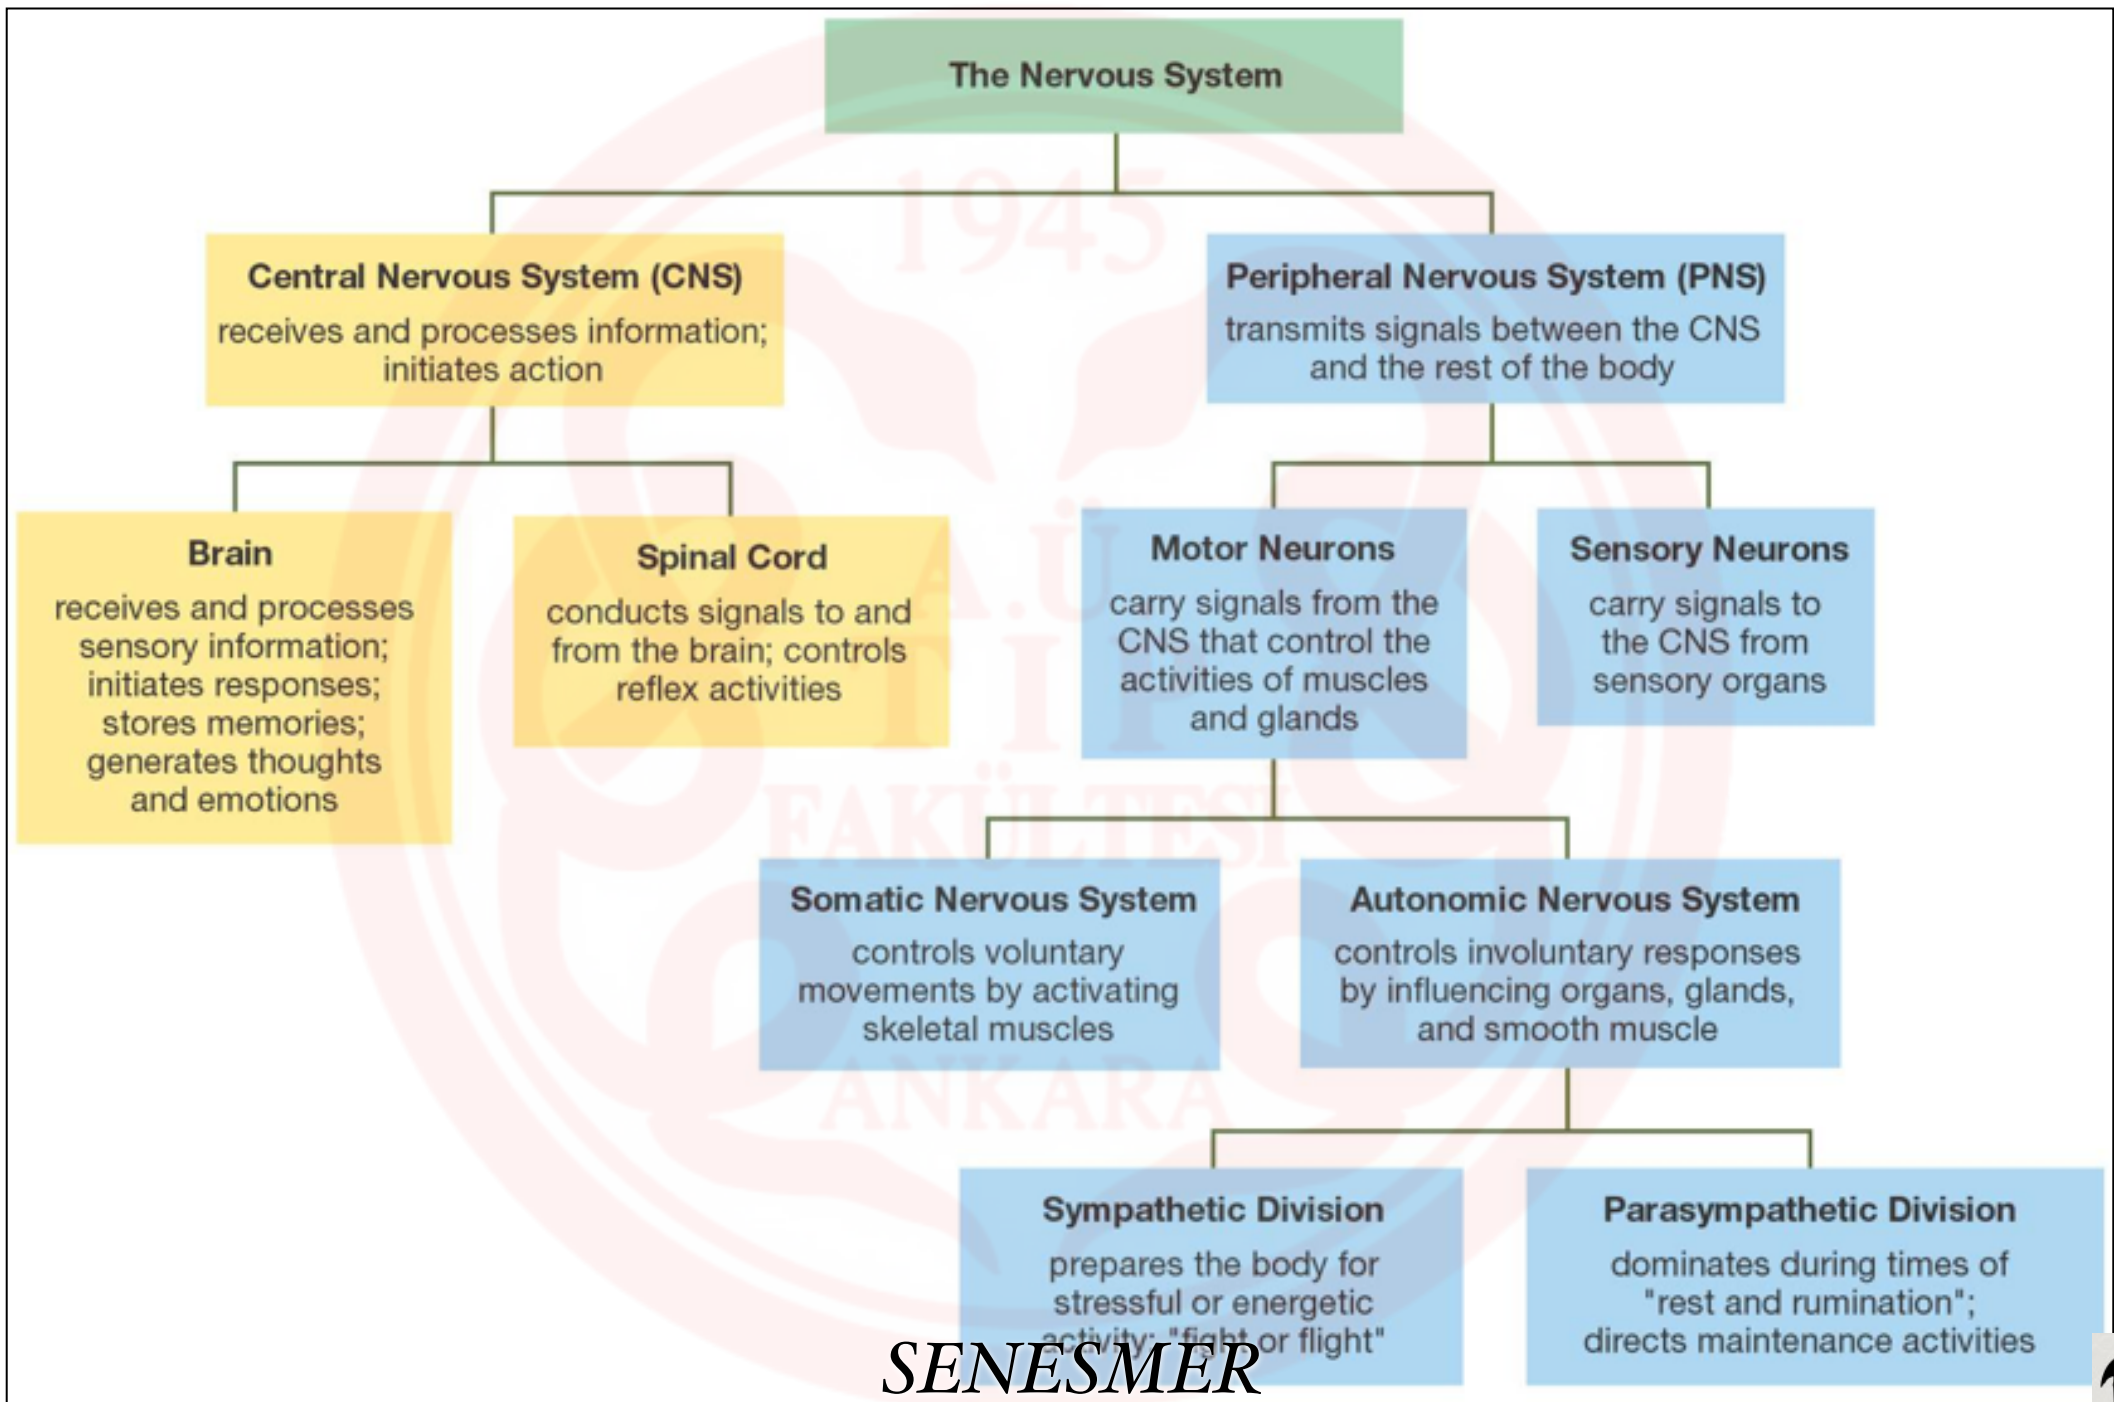 The Nervous System
1945
Central Nervous System (CNS)
receives and processes information;
initiates action
Peripheral Nervous System (PNS)
transmits signals between the CNS
and the rest of the body
Brain
receives and processes
sensory information;
initiates responses;
stores memories;
generates thoughts
and emotions
Spinal Cord
conducts signals to and
from the brain; controls
reflex activities
Motor Neurons
carry signals from the
CNS that control the
activities of muscles
and glands
Sensory Neurons
carry signals to
the CNS from
sensory organs
A.Ü
TIP
FAKÜLTESİ
Somatic Nervous System
controls voluntary
movements by activating
skeletal muscles
Autonomic Nervous System
controls involuntary responses
by influencing organs, glands,
and smooth muscle
ANKARA
Sympathetic Division
prepares the body for
stressful or energetic
activity; "fight or flight"
Parasympathetic Division
dominates during times of
"rest and rumination";
directs maintenance activities
SENESMER